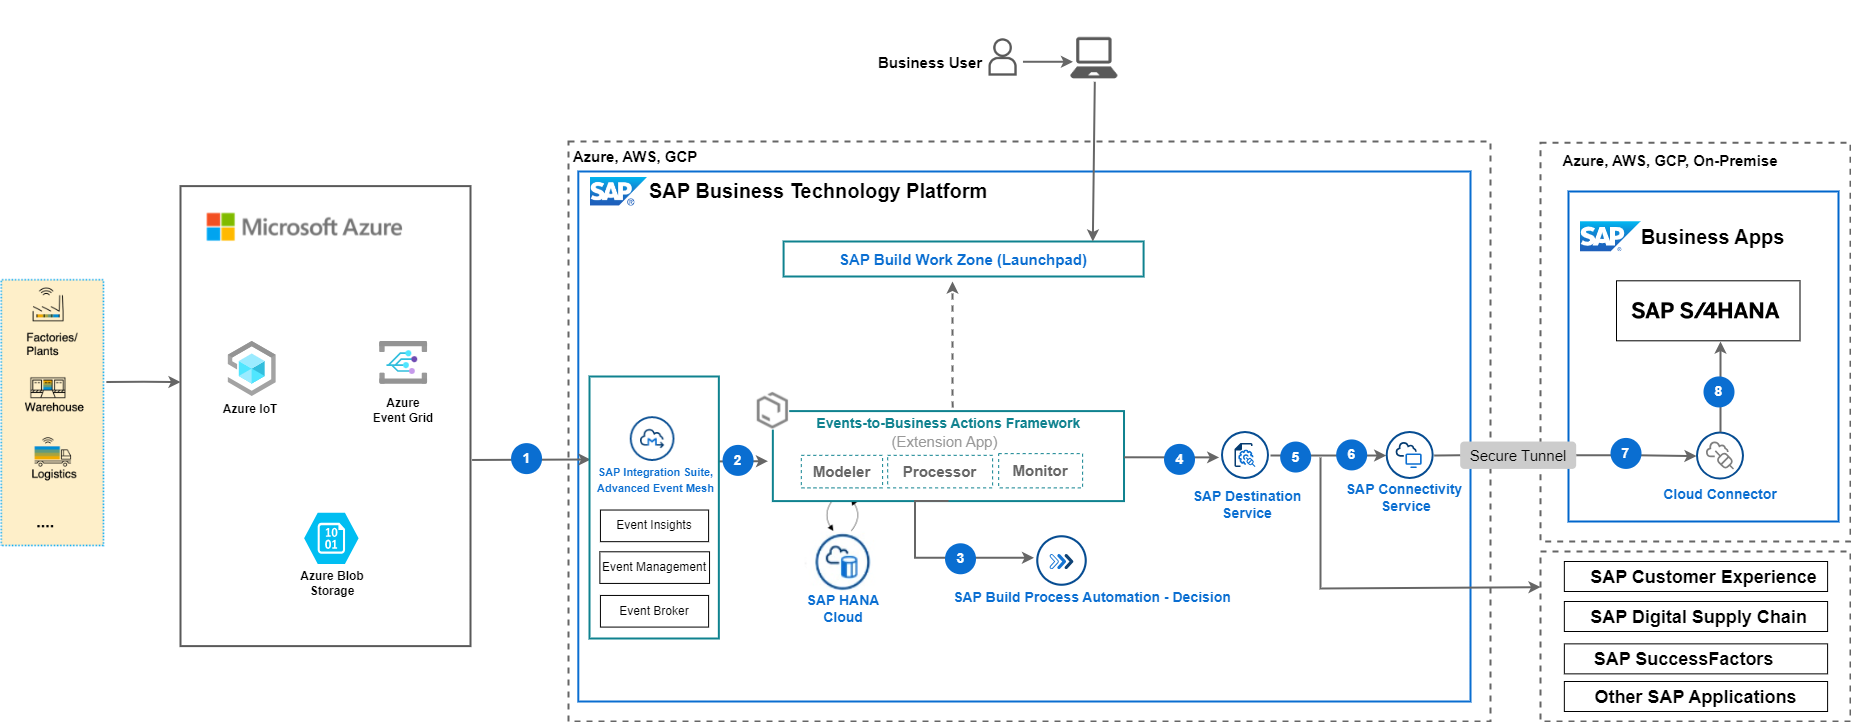 Business User
Azure, AWS, GCP
SAP
SAP Business Technology Platform
SAP Build Work Zone (Launchpad)
Azure, AWS, GCP, On-Premise
SAP
Business Apps
SAP S/4HANA
8
Microsoft Azure
Azure IoT
Azure
Event Grid
10
01
Azure Blob
Storage
Factories/
Plants
Warehouse
Logistics
....
1
SAP Integration Suite,
Advanced Event Mesh
Event Insights
Event Management
Event Broker
2
Events-to-Business Actions Framework
(Extension App)
Modeler
Processor
Monitor
SAP HANA
Cloud
3
SAP Build Process Automation - Decision
4
SAP Destination
Service
5
6
SAP Connectivity
Service
Secure Tunnel
7
Cloud Connector
SAP Customer Experience
SAP Digital Supply Chain
SAP SuccessFactors
Other SAP Applications